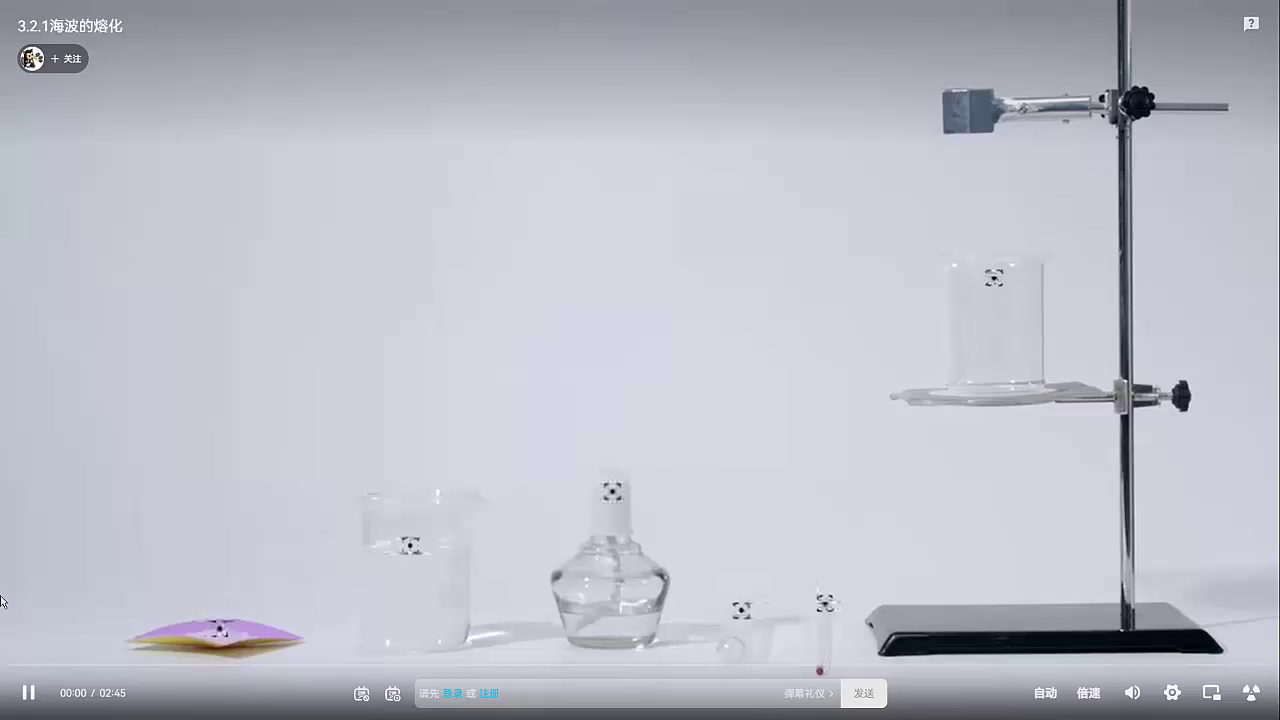 3.2.1海波的熔化
+ 关注
00:00 / 02:45
请先 登录 或 注册
弹幕礼仪 >
发送
自动
倍速